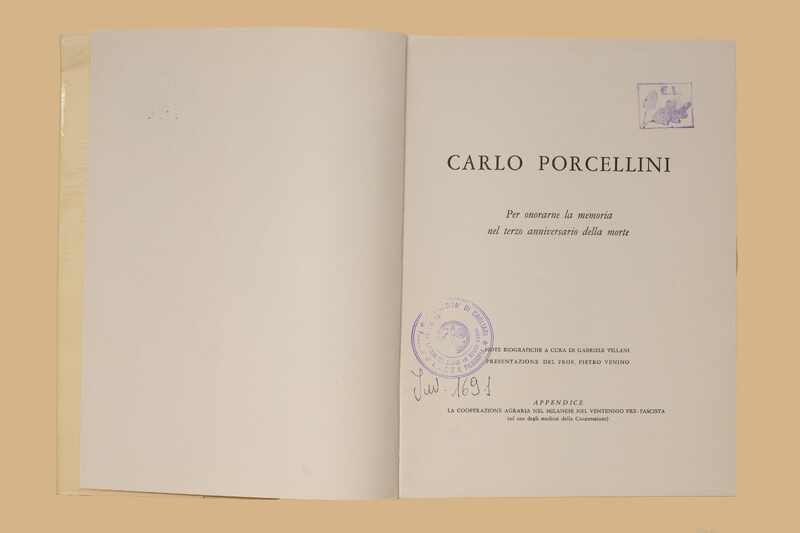 E. I.
CARLO PORCELLINI
Per onorarne la memoria
nel terzo anniversario della morte
DI CAGLIARI
NOTE BIOGRAFICHE A CURA DI GABRIELE VILLANI
PRESENTAZIONE DEL PROF. PIETRO VENINO
Inv. 1691
APPENDICE
LA COOPERAZIONE AGRARIA NEL MILANESE NEL VENTENNIO PRE-FASCISTA
(ad uso degli studiosi della Cooperazione)